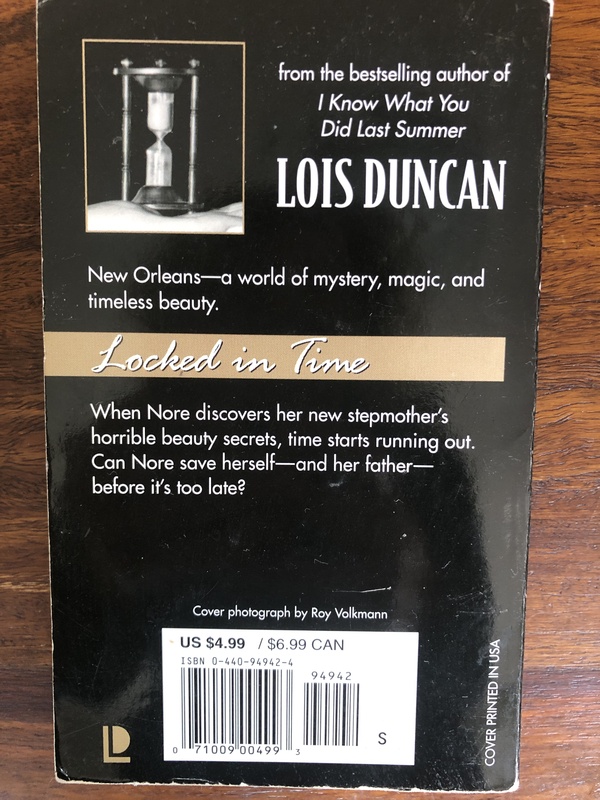 from the bestselling author of
I Know What You
Did Last Summer
LOIS DUNCAN
New Orleans—a world of mystery, magic, and
timeless beauty.
Locked in Time
When Nore discovers her new stepmother's
horrible beauty secrets, time starts running out.
Can Nore save herself—and her father—
before it's too late?
Cover photograph by Roy Volkmann
US $4.99 / $6.99 CAN
ISBN 0-440-94942-4
94942
0 71009 00499 3
S
COVER PRINTED IN USA
LD